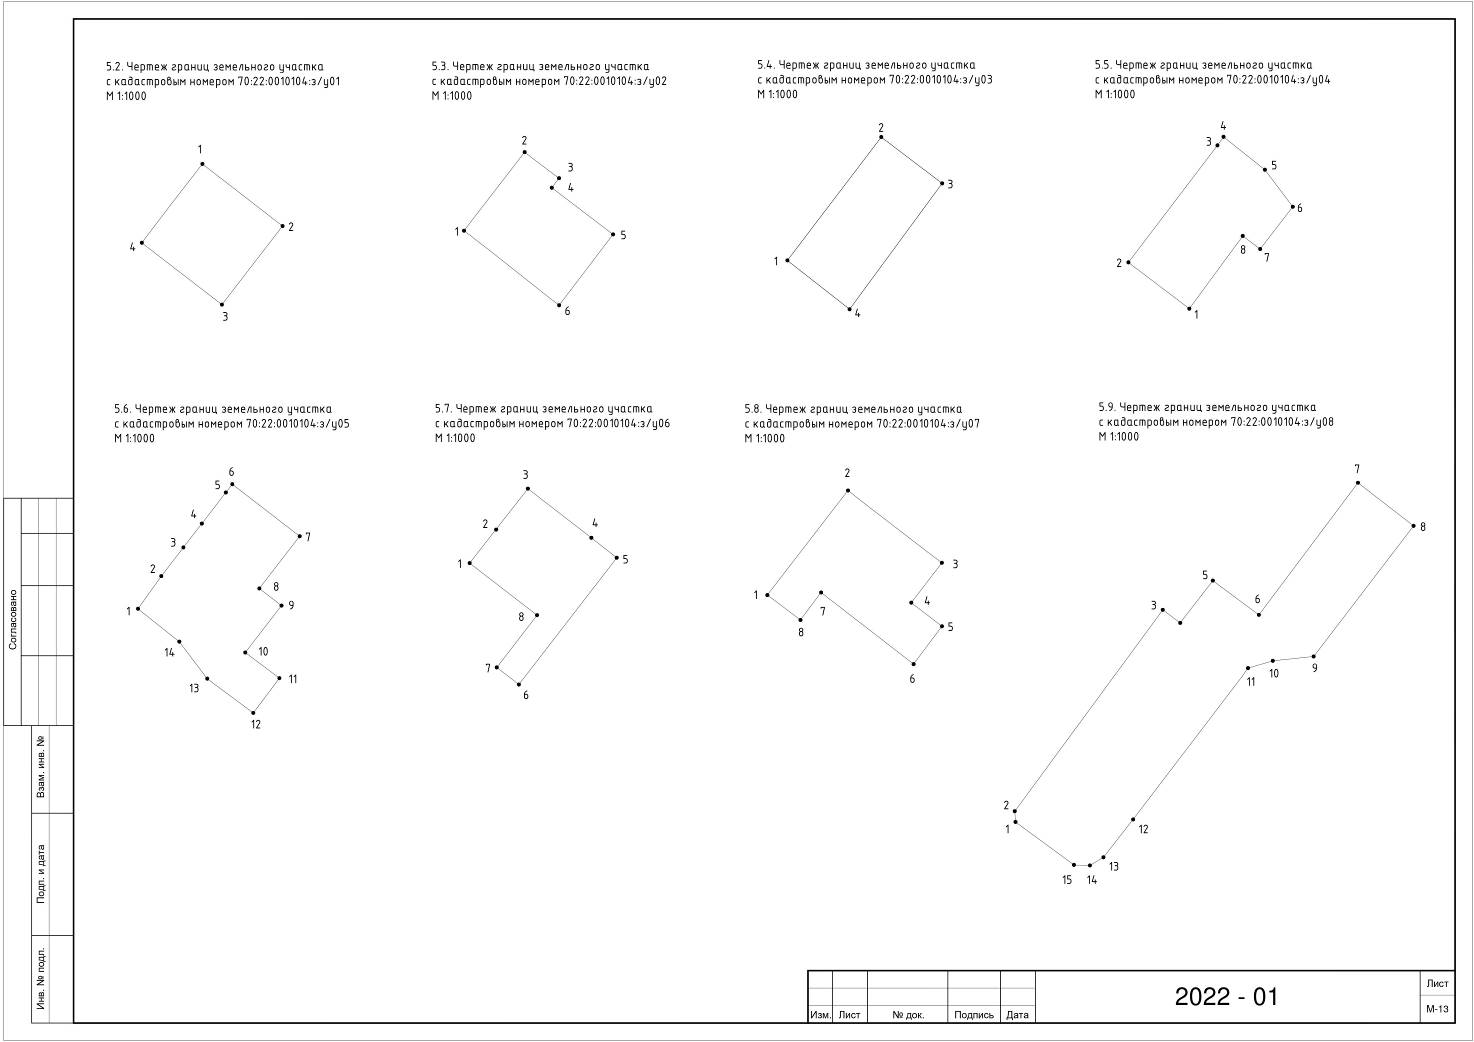 5.2. Чертеж границ земельного участка
с кадастровым номером 70:22:0010104:з/у01
М 1:1000
1
2
3
4
5.3. Чертеж границ земельного участка
с кадастровым номером 70:22:0010104:з/у02
М 1:1000
2
3
4
1
5
6
5.4. Чертеж границ земельного участка
с кадастровым номером 70:22:0010104:з/у03
М 1:1000
2
3
1
4
5.5. Чертеж границ земельного участка
с кадастровым номером 70:22:0010104:з/у04
М 1:1000
4
3
5
6
8
7
2
1
5.6. Чертеж границ земельного участка
с кадастровым номером 70:22:0010104:з/у05
М 1:1000
6
5
4
3
7
2
8
9
1
14
10
13
11
12
5.7. Чертеж границ земельного участка
с кадастровым номером 70:22:0010104:з/у06
М 1:1000
3
2
4
5
1
8
7
6
5.8. Чертеж границ земельного участка
с кадастровым номером 70:22:0010104:з/у07
М 1:1000
2
3
1
7
4
8
5
6
5.9. Чертеж границ земельного участка
с кадастровым номером 70:22:0010104:з/у08
М 1:1000
7
8
5
3
6
9
10
11
2
1
12
13
15
14
Согласовано
Взам. инв. №
Подп. и дата
Инв. № подл.
Изм.
Лист
№ док.
Подпись
Дата
2022 - 01
Лист
М-13